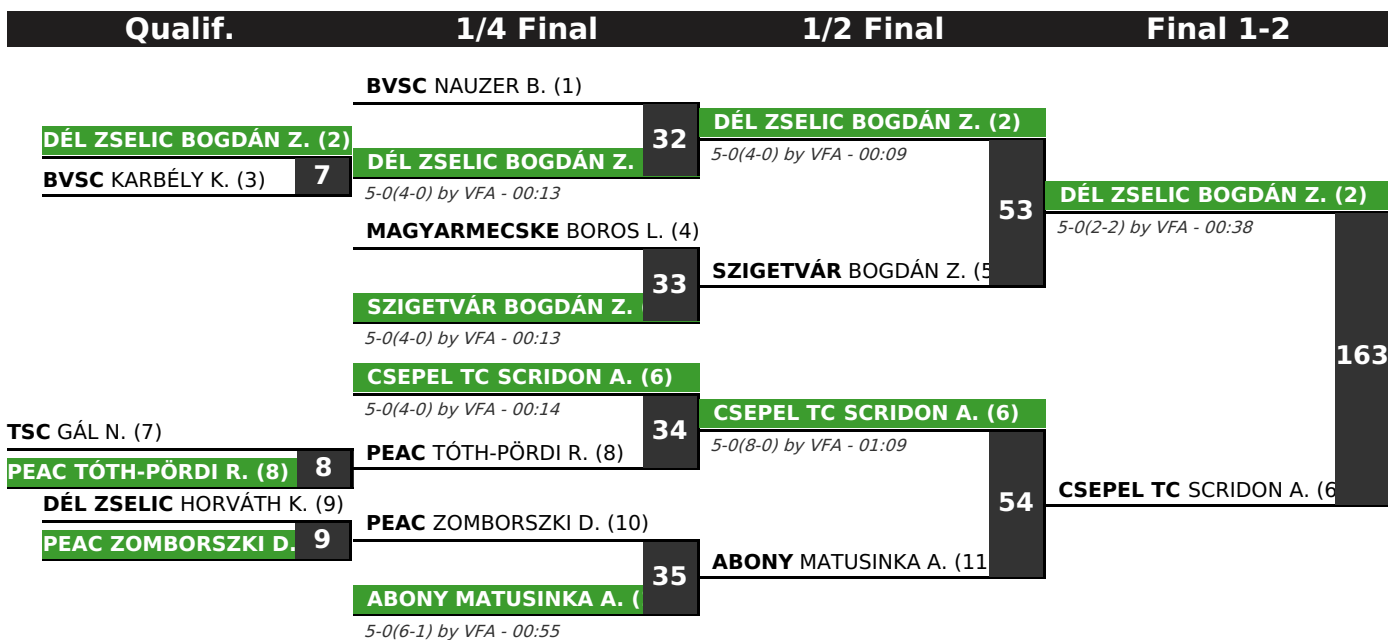 Qualif. 1/4 Final 1/2 Final Final 1-2
BVSC NAUZER B. (1)
DÉL ZSELIC BOGDÁN Z. (2)
BVSC KARBÉLY K. (3)
7
DÉL ZSELIC BOGDÁN Z.
5-0(4-0) by VFA - 00:13
32
DÉL ZSELIC BOGDÁN Z. (2)
5-0(4-0) by VFA - 00:09
MAGYARMECSKE BOROS L. (4)
33
SZIGETVÁR BOGDÁN Z. (
5-0(4-0) by VFA - 00:13
SZIGETVÁR BOGDÁN Z. (5
53
DÉL ZSELIC BOGDÁN Z. (2)
5-0(2-2) by VFA - 00:38
CSEPEL TC SCRIDON A. (6)
5-0(4-0) by VFA - 00:14
34
TSC GÁL N. (7)
PEAC TÓTH-PÖRDI R. (8)
8
PEAC TÓTH-PÖRDI R. (8)
CSEPEL TC SCRIDON A. (6)
5-0(8-0) by VFA - 01:09
163
DÉL ZSELIC HORVÁTH K. (9)
PEAC ZOMBORSZKI D.
9
PEAC ZOMBORSZKI D. (10)
35
ABONY MATUSINKA A. (
5-0(6-1) by VFA - 00:55
ABONY MATUSINKA A. (11
54
CSEPEL TC SCRIDON A. (6